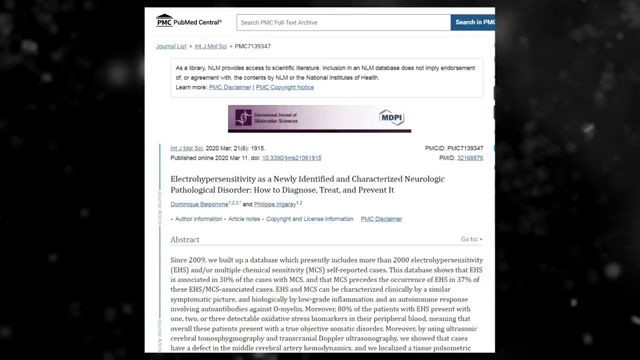 PMC PubMed Central®
Search PMC Full-Text Archive
Search in PMC
Journal List > Int J Mol Sci > PMC7139347
As a library, NLM provides access to scientific literature. Inclusion in an NLM database does not imply endorsement
of, or agreement with, the contents by NLM or the National Institutes of Health.
Learn more: PMC Disclaimer | PMC Copyright Notice
International Journal of
Molecular Sciences
MDPI
Int J Mol Sci. 2020 Mar; 21(6): 1915.
PMCID: PMC7139347
Published online 2020 Mar 11. doi: 10.3390/ijms21061915
PMID: 32168876
Electrohypersensitivity as a Newly Identified and Characterized Neurologic
Pathological Disorder: How to Diagnose, Treat, and Prevent It
Dominique Belpomme1,2,3,* and Philippe Irigaray1,2
Author information Article notes Copyright and License information PMC Disclaimer
Journal Article
Abstract
Go to:
Since 2009, we built up a database which presently includes more than 2000 electrohypersensitivity
(EHS) and/or multiple chemical sensitivity (MCS) self-reported cases. This database shows that EHS
is associated in 30% of the cases with MCS, and that MCS precedes the occurrence of EHS in 37% of
these EHS/MCS-associated cases. EHS and MCS can be characterized clinically by a similar
symptomatic picture, and biologically by low-grade inflammation and an autoimmune response
involving autoantibodies against O-myelin. Moreover, 80% of the patients with EHS present with
one, two, or three detectable oxidative stress biomarkers in their peripheral blood, meaning that
overall these patients present with a true objective somatic disorder. Moreover, by using ultrasonic
cerebral tomosphygmography and transcranial Doppler ultrasonography, we showed that cases
have a defect in the middle cerebral artery hemodynamics, and we localized a tissue pulsometric
Journal Article